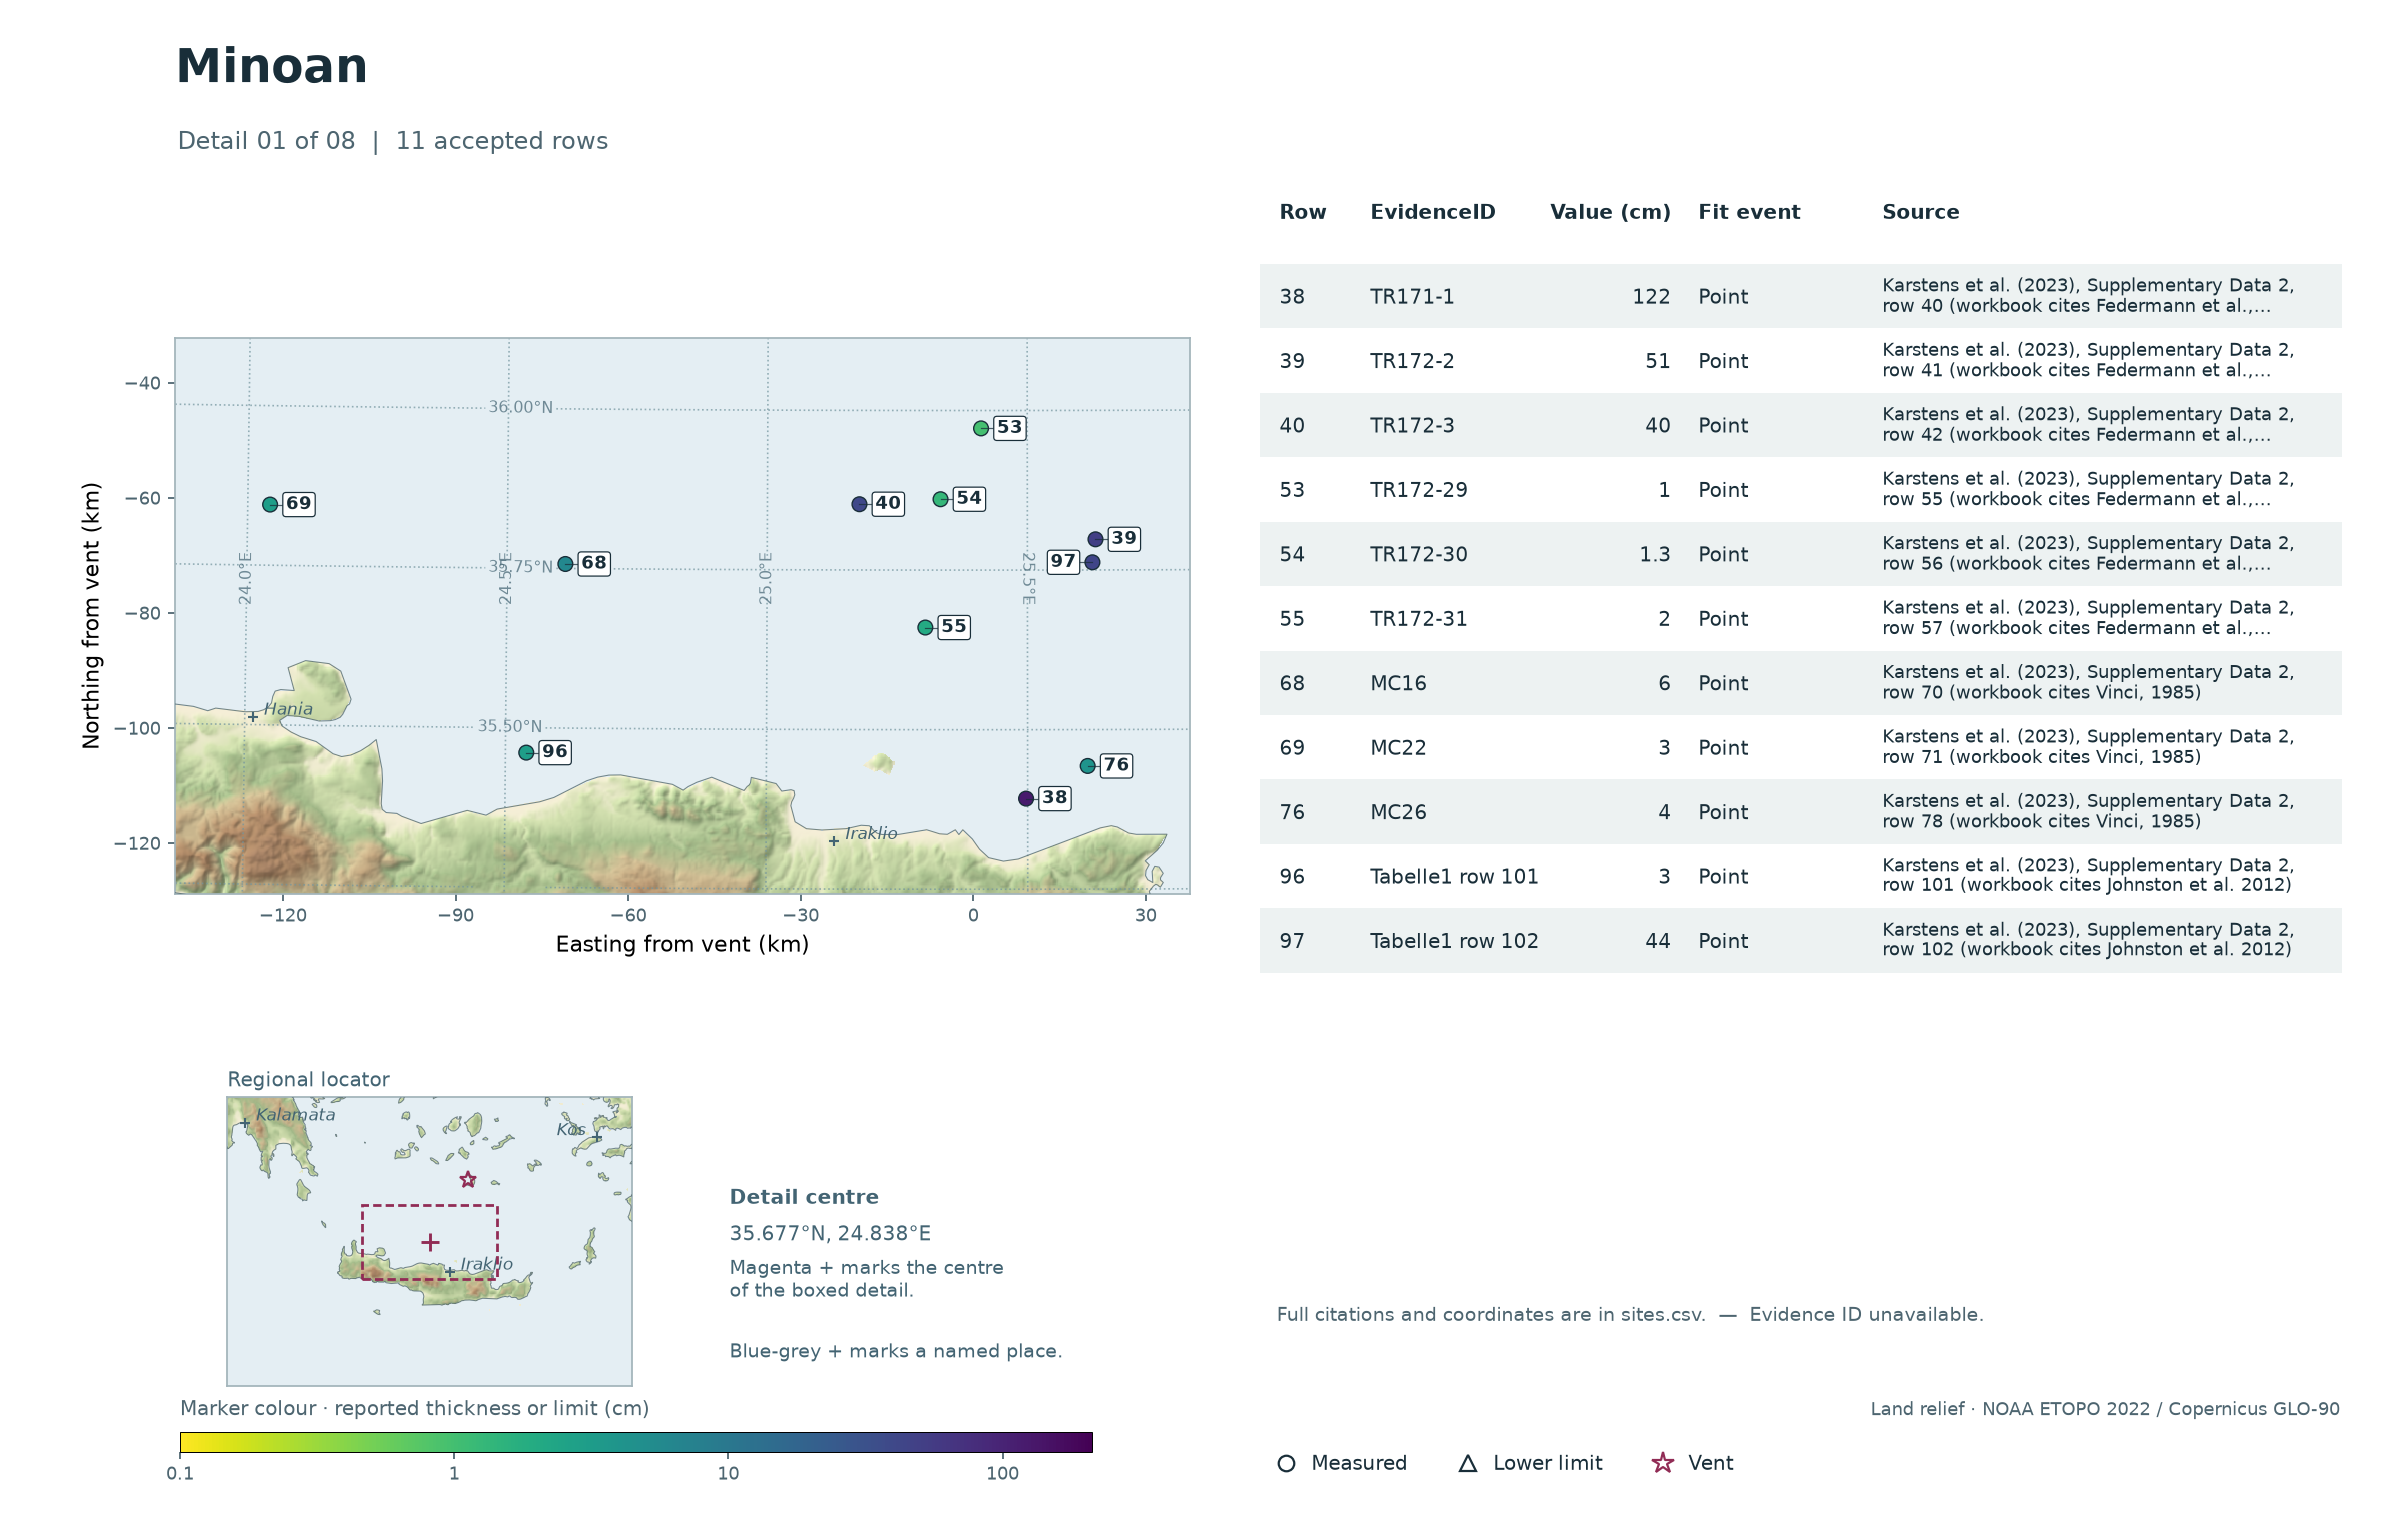 Minoan
Detail 01 of 08 | 11 accepted rows
Row EvidenceID Value (cm) Fit event Source
38 TR171-1 122 Point Karstens et al. (2023), Supplementary Data 2,
row 40 (workbook cites Federmann et al.,…
39 TR172-2 51 Point Karstens et al. (2023), Supplementary Data 2,
row 41 (workbook cites Federmann et al.,…
40 TR172-3 40 Point Karstens et al. (2023), Supplementary Data 2,
row 42 (workbook cites Federmann et al.,…
53 TR172-29 1 Point Karstens et al. (2023), Supplementary Data 2,
row 55 (workbook cites Federmann et al.,…
54 TR172-30 1.3 Point Karstens et al. (2023), Supplementary Data 2,
row 56 (workbook cites Federmann et al.,…
55 TR172-31 2 Point Karstens et al. (2023), Supplementary Data 2,
row 57 (workbook cites Federmann et al.,…
68 MC16 6 Point Karstens et al. (2023), Supplementary Data 2,
row 70 (workbook cites Vinci, 1985)
69 MC22 3 Point Karstens et al. (2023), Supplementary Data 2,
row 71 (workbook cites Vinci, 1985)
76 MC26 4 Point Karstens et al. (2023), Supplementary Data 2,
row 78 (workbook cites Vinci, 1985)
96 Tabelle1 row 101 3 Point Karstens et al. (2023), Supplementary Data 2,
row 101 (workbook cites Johnston et al. 2012)
97 Tabelle1 row 102 44 Point Karstens et al. (2023), Supplementary Data 2,
row 102 (workbook cites Johnston et al. 2012)
Northing from vent (km)
−40
−60
−80
−100
−120
36.00°N
35.75°N
35.50°N
24.0°E
24.5°E
25.0°E
25.5°E
53
69
40
54
39
97
68
55
Hania
96
76
38
Iraklio
−120 −90 −60 −30 0 30
Easting from vent (km)
Regional locator
Kalamata
Kos
Iraklio
Detail centre
35.677°N, 24.838°E
Magenta + marks the centre
of the boxed detail.
Blue-grey + marks a named place.
Full citations and coordinates are in sites.csv. — Evidence ID unavailable.
Marker colour · reported thickness or limit (cm)
0.1 1 10 100
Land relief · NOAA ETOPO 2022 / Copernicus GLO-90
Measured Lower limit Vent